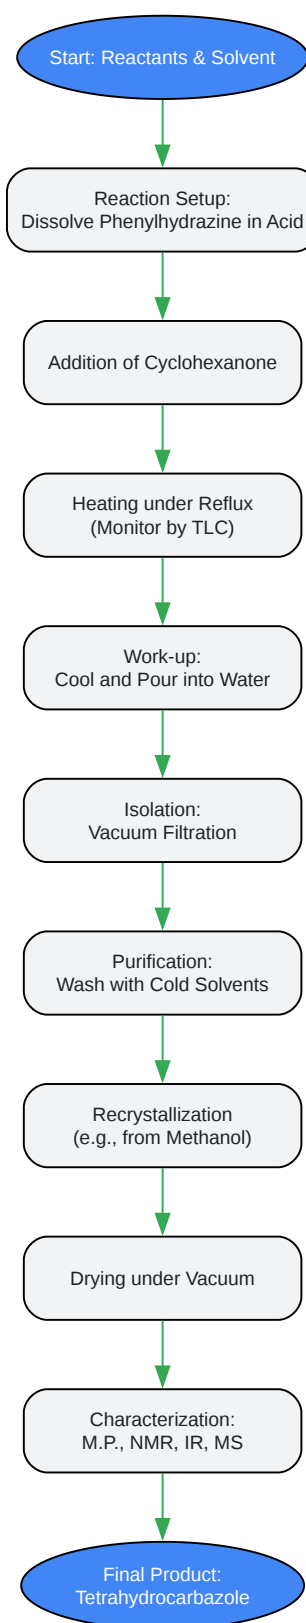 Start: Reactants & Solvent
Reaction Setup:
Dissolve Phenylhydrazine in Acid
Addition of Cyclohexanone
Heating under Reflux
(Monitor by TLC)
Work-up:
Cool and Pour into Water
Isolation:
Vacuum Filtration
Purification:
Wash with Cold Solvents
Recrystallization
(e.g., from Methanol)
Drying under Vacuum
Characterization:
M.P., NMR, IR, MS
Final Product:
Tetrahydrocarbazole